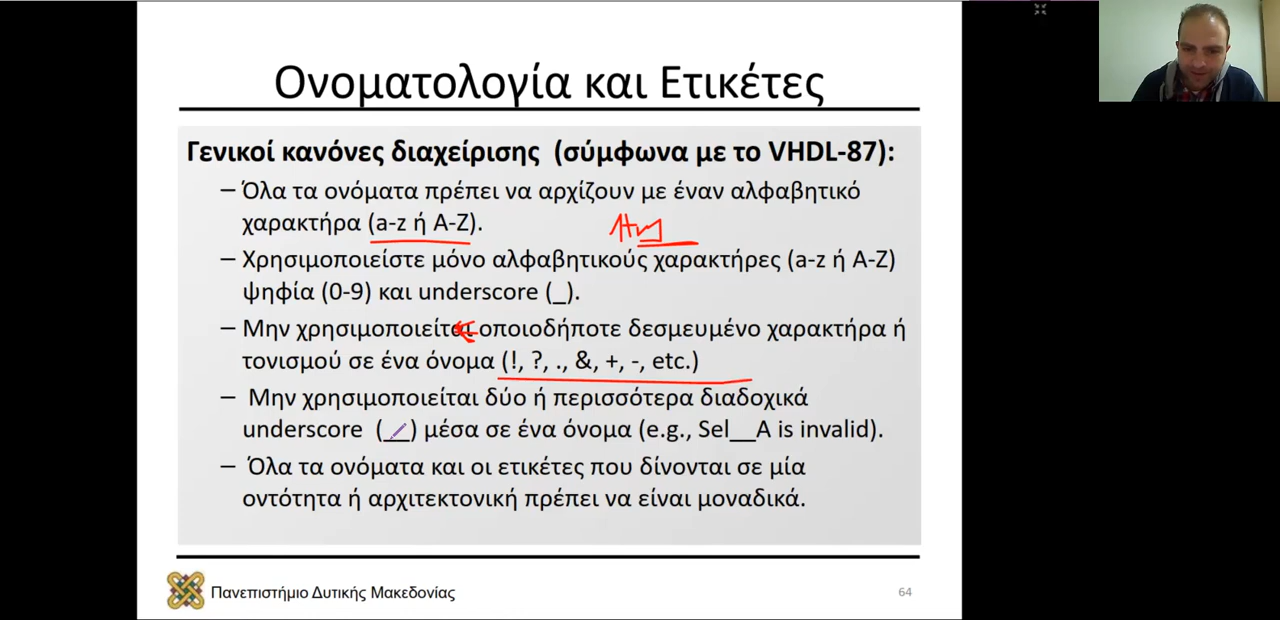 Ονοματολογία και Ετικέτες
Γενικοί κανόνες διαχείρισης (σύμφωνα με το VHDL-87):
– Όλα τα ονόματα πρέπει να αρχίζουν με έναν αλφαβητικό
χαρακτήρα (a-z ή A-Z).
– Χρησιμοποιείστε μόνο αλφαβητικούς χαρακτήρες (a-z ή A-Z)
ψηφία (0-9) και underscore (_).
– Μην χρησιμοποιείται οποιοδήποτε δεσμευμένο χαρακτήρα ή
τονισμού σε ένα όνομα (!, ?, ., &, +, -, etc.)
– Μην χρησιμοποιείται δύο ή περισσότερα διαδοχικά
underscore (__) μέσα σε ένα όνομα (e.g., Sel__A is invalid).
– Όλα τα ονόματα και οι ετικέτες που δίνονται σε μία
οντότητα ή αρχιτεκτονική πρέπει να είναι μοναδικά.
Πανεπιστήμιο Δυτικής Μακεδονίας
64